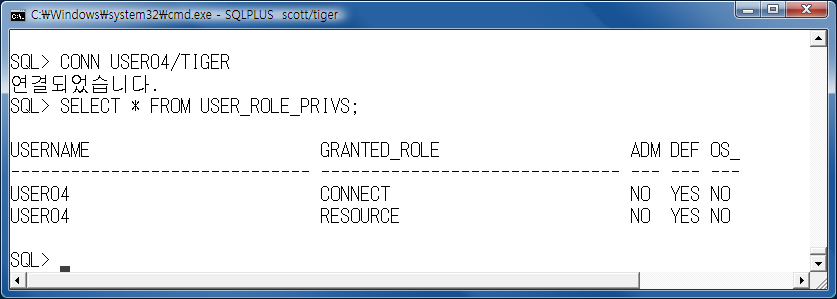 C:₩Windows₩system32₩cmd.exe - SQLPLUS scott/tiger
SQL> CONN USER04/TIGER
연결되었습니다.
SQL> SELECT * FROM USER_ROLE_PRIVS;
USERNAME GRANTED_ROLE ADM DEF OS_
------------------------------ ------------------------------ --- --- ---
USER04 CONNECT NO YES NO
USER04 RESOURCE NO YES NO
SQL>